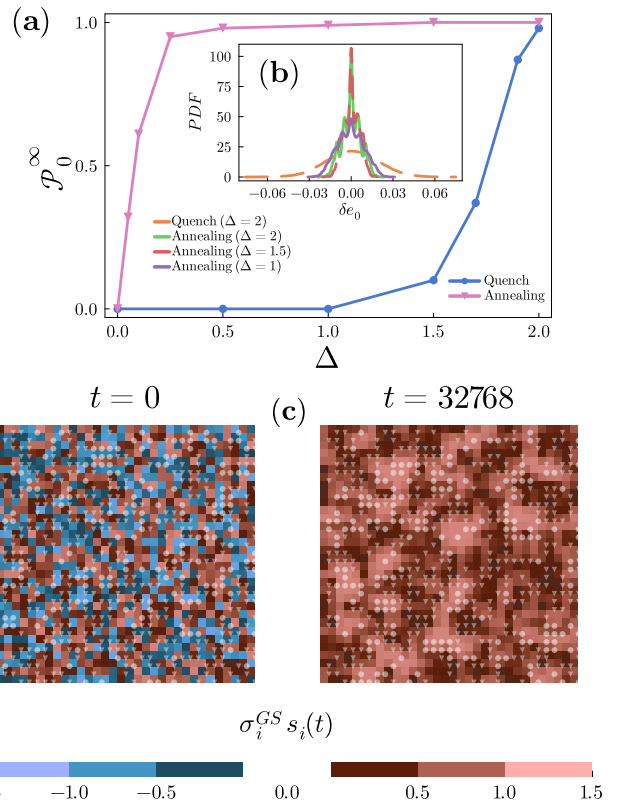 (a)
1.0
0.5
0.0
𝒫₀^∞
(b)
100
75
50
25
0
PDF
−0.06 −0.03 0.00 0.03 0.06
δe₀
Quench (Δ = 2)
Annealing (Δ = 2)
Annealing (Δ = 1.5)
Annealing (Δ = 1)
Quench
Annealing
0.0 0.5 1.0 1.5 2.0
Δ
t = 0
(c)
t = 32768
σᵢ^{GS} sᵢ(t)
−1.0 −0.5 0.0 0.5 1.0 1.5